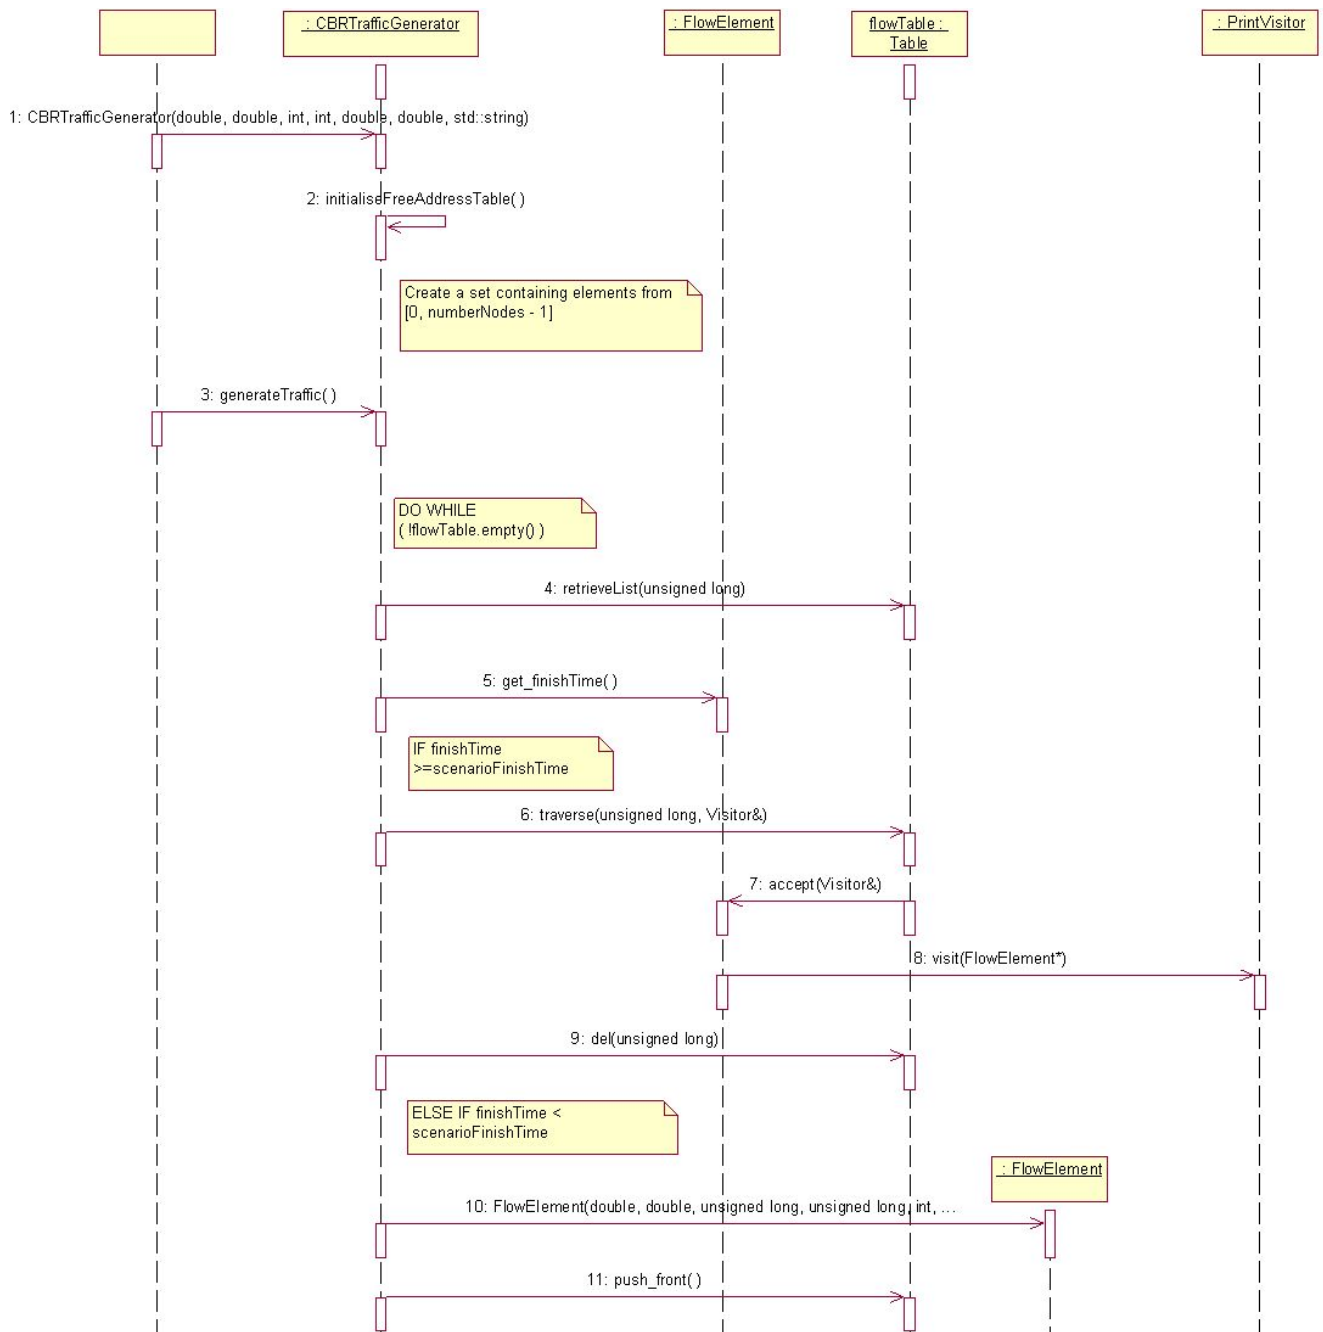 : CBRTrafficGenerator
: FlowElement
flowTable :
Table
: PrintVisitor
1: CBRTrafficGenerator(double, double, int, int, double, double, std::string)
2: initialiseFreeAddressTable( )
Create a set containing elements from
[0, numberNodes - 1]
3: generateTraffic( )
DO WHILE
( !flowTable.empty() )
4: retrieveList(unsigned long)
5: get_finishTime( )
IF finishTime
>=scenarioFinishTime
6: traverse(unsigned long, Visitor&)
7: accept(Visitor&)
8: visit(FlowElement*)
9: del(unsigned long)
ELSE IF finishTime <
scenarioFinishTime
: FlowElement
10: FlowElement(double, double, unsigned long, unsigned long, int, ...
11: push_front( )